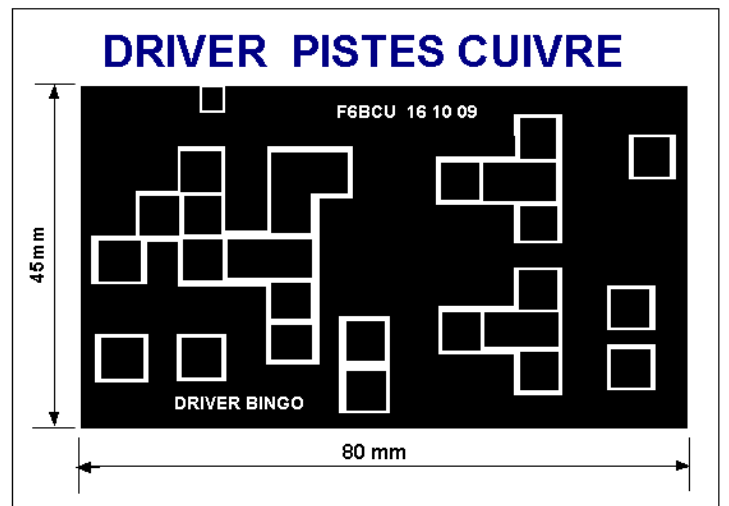 DRIVER PISTES CUIVRE
F6BCU 16 10 09
45mm
DRIVER BINGO
80 mm